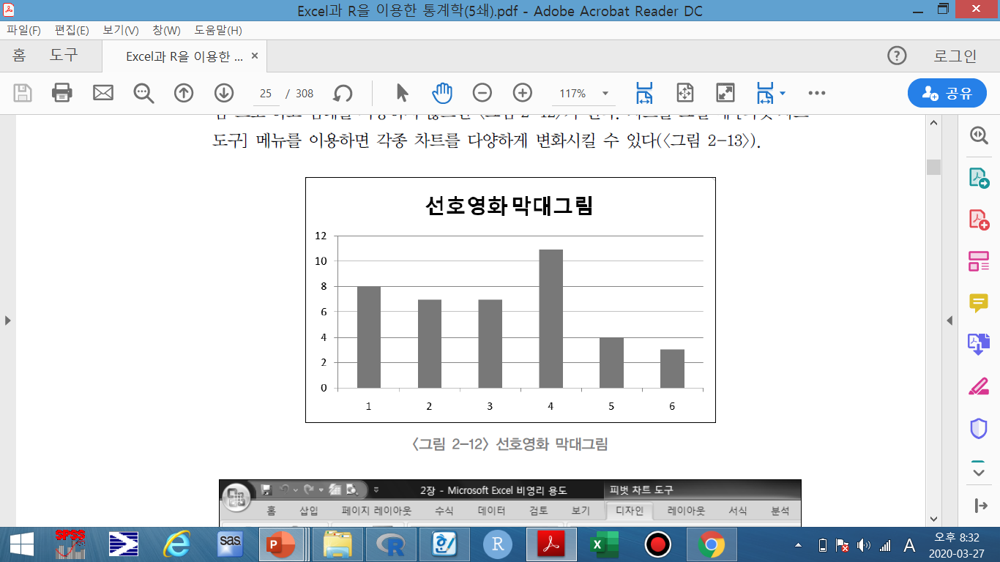 Excel과 R을 이용한 통계학(5쇄).pdf - Adobe Acrobat Reader DC
파일(F) 편집(E) 보기(V) 창(W) 도움말(H)
홈 도구 Excel과 R을 이용한 ... × ? 로그인
25 / 308 117% 공유
도구] 메뉴를 이용하면 각종 차트를 다양하게 변화시킬 수 있다(〈그림 2-13〉).
선호영화 막대그림
12
10
8
6
4
2
0
1 2 3 4 5 6
〈그림 2-12〉 선호영화 막대그림
2장 - Microsoft Excel 비영리 용도 피벗 차트 도구
홈 삽입 페이지 레이아웃 수식 데이터 검토 보기 디자인 레이아웃 서식 분석
SPSS sas P R R A 오후 8:32
2020-03-27